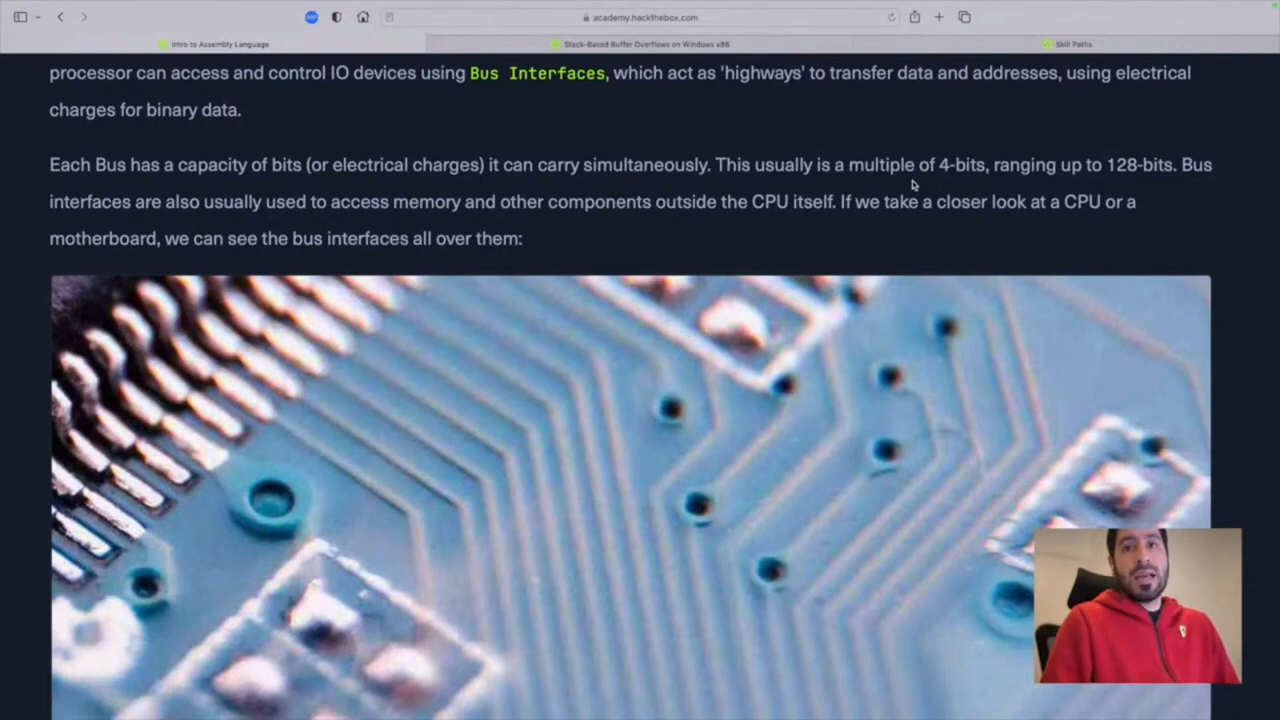 academy.hackthebox.com
Intro to Assembly Language
Stack-Based Buffer Overflows on Windows x86
Skill Paths
processor can access and control IO devices using Bus Interfaces, which act as 'highways' to transfer data and addresses, using electrical
charges for binary data.
Each Bus has a capacity of bits (or electrical charges) it can carry simultaneously. This usually is a multiple of 4-bits, ranging up to 128-bits. Bus
interfaces are also usually used to access memory and other components outside the CPU itself. If we take a closer look at a CPU or a
motherboard, we can see the bus interfaces all over them: